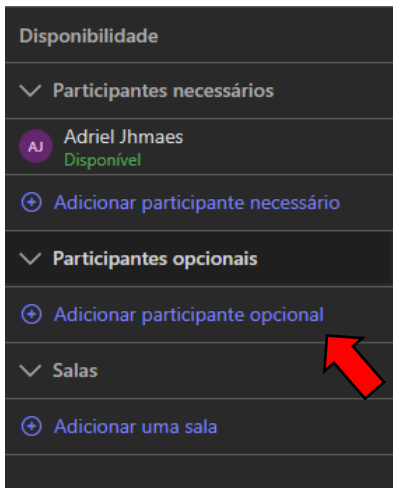 Disponibilidade
Participantes necessários
AJ
Adriel Jhmaes
Disponível
Adicionar participante necessário
Participantes opcionais
Adicionar participante opcional
Salas
Adicionar uma sala